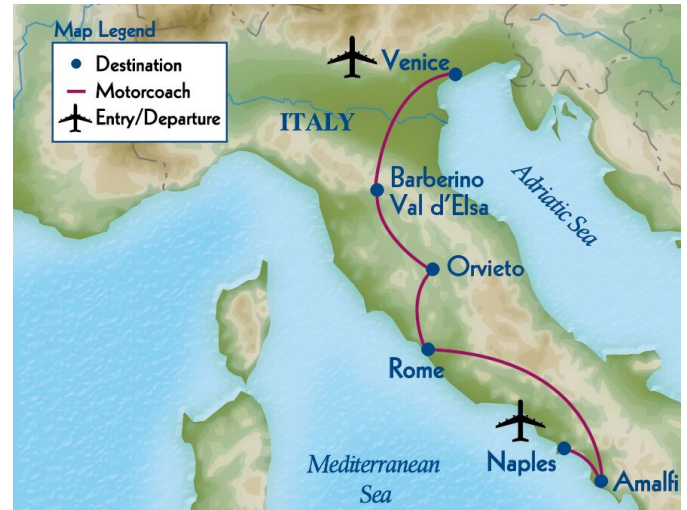 Map Legend
Destination
Motorcoach
Entry/Departure
Venice
ITALY
Barberino
Val d'Elsa
Adriatic Sea
Orvieto
Rome
Naples
Mediterranean
Sea
Amalfi